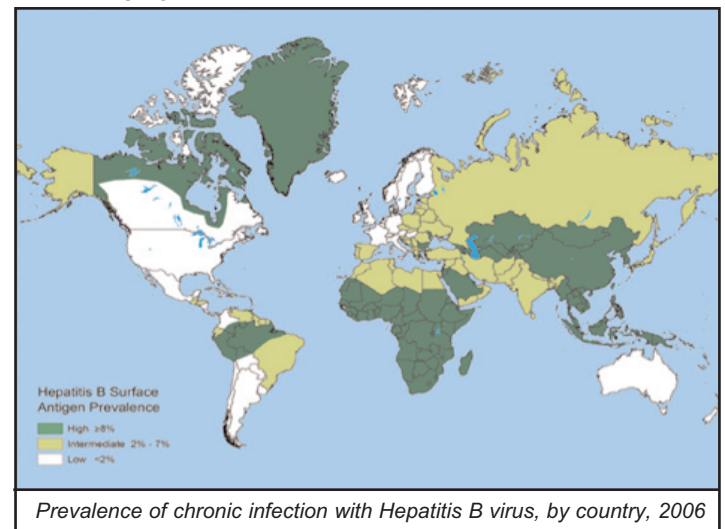 Hepatitis B Surface
Antigen Prevalence
High ≥8%
Intermediate 2% - 7%
Low <2%
Prevalence of chronic infection with Hepatitis B virus, by country, 2006